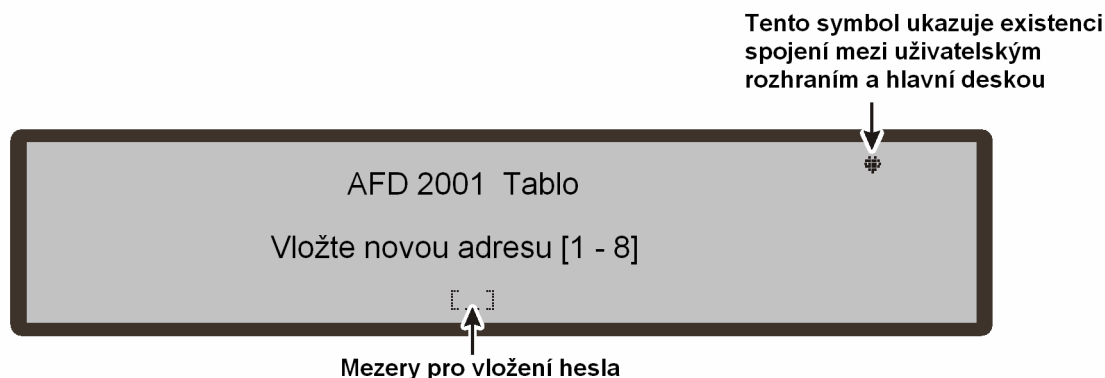 Tento symbol ukazuje existenci
spojení mezi uživatelským
rozhraním a hlavní deskou
AFD 2001 Tablo
Vložte novou adresu [1 - 8]
[__]
Mezery pro vložení hesla